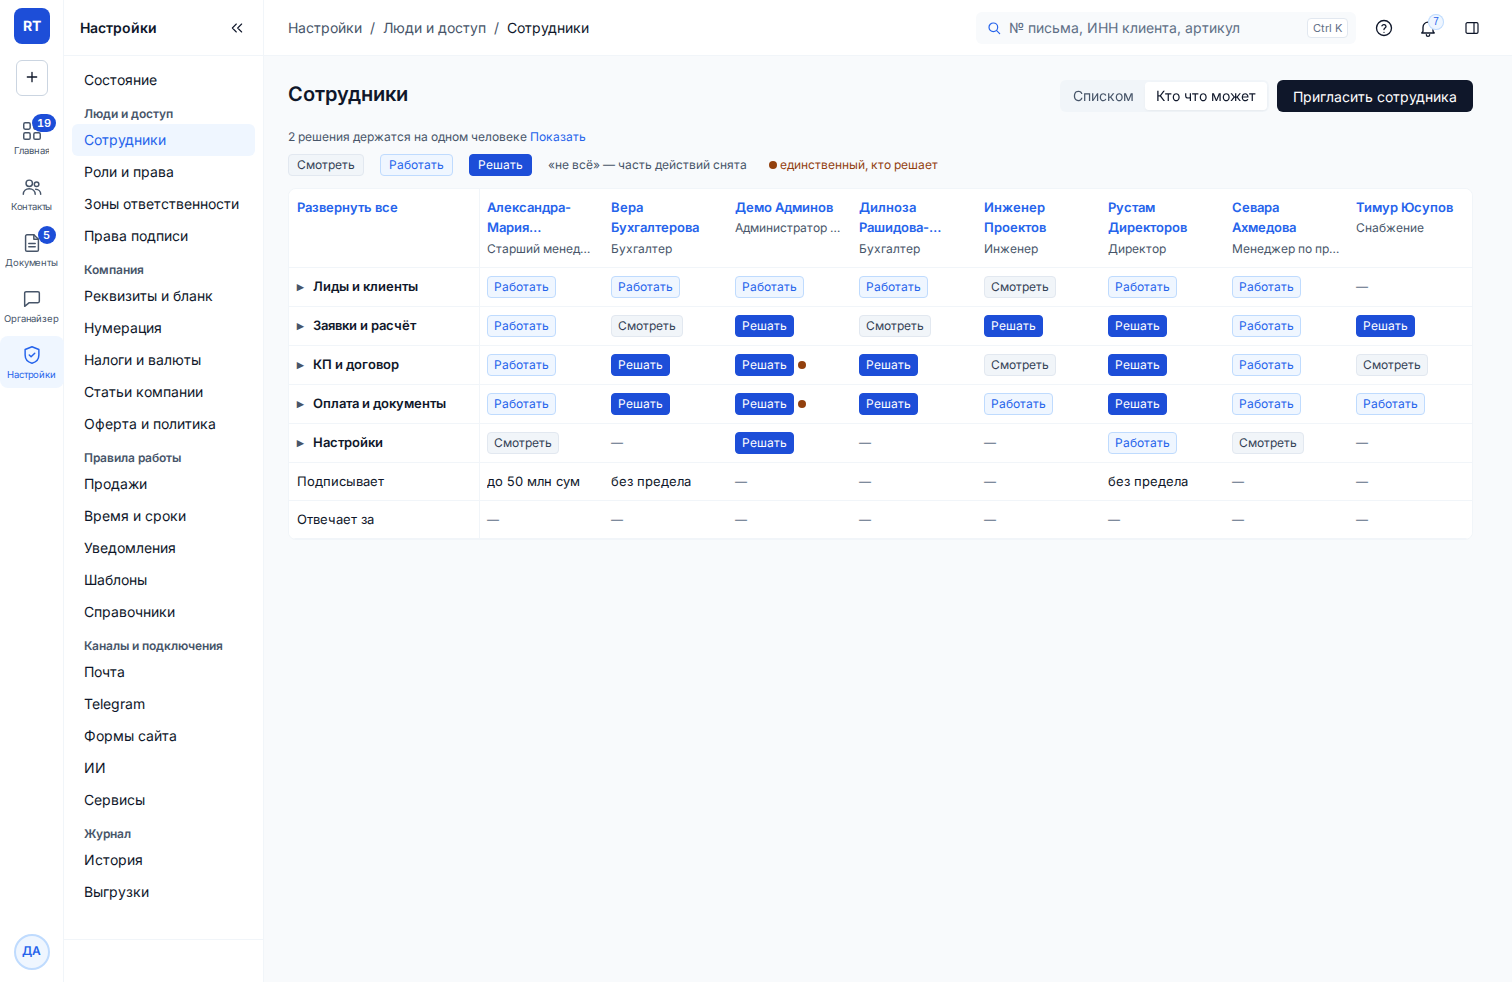 RT
Настройки
Настройки / Люди и доступ / Сотрудники
№ письма, ИНН клиента, артикул
Ctrl K
7
+
19
Главная
Контакты
5
Документы
Органайзер
Настройки
ДА
Состояние
Люди и доступ
Сотрудники
Роли и права
Зоны ответственности
Права подписи
Компания
Реквизиты и бланк
Нумерация
Налоги и валюты
Статьи компании
Оферта и политика
Правила работы
Продажи
Время и сроки
Уведомления
Шаблоны
Справочники
Каналы и подключения
Почта
Telegram
Формы сайта
ИИ
Сервисы
Журнал
История
Выгрузки
Сотрудники
Списком
Кто что может
Пригласить сотрудника
2 решения держатся на одном человеке Показать
Смотреть Работать Решать «не всё» — часть действий снята единственный, кто решает
Развернуть все
Александра-Мария...
Старший менед...
Вера Бухгалтерова
Бухгалтер
Демо Админов
Администратор ...
Дилноза Рашидова-...
Бухгалтер
Инженер Проектов
Инженер
Рустам Директоров
Директор
Севара Ахмедова
Менеджер по пр...
Тимур Юсупов
Снабжение
Лиды и клиенты Работать Работать Работать Работать Смотреть Работать Работать —
Заявки и расчёт Работать Смотреть Решать Смотреть Решать Решать Работать Решать
КП и договор Работать Решать Решать Решать Смотреть Решать Работать Смотреть
Оплата и документы Работать Решать Решать Решать Работать Решать Работать Работать
Настройки Смотреть — Решать — — Работать Смотреть —
Подписывает до 50 млн сум без предела — — — без предела — —
Отвечает за — — — — — — — —